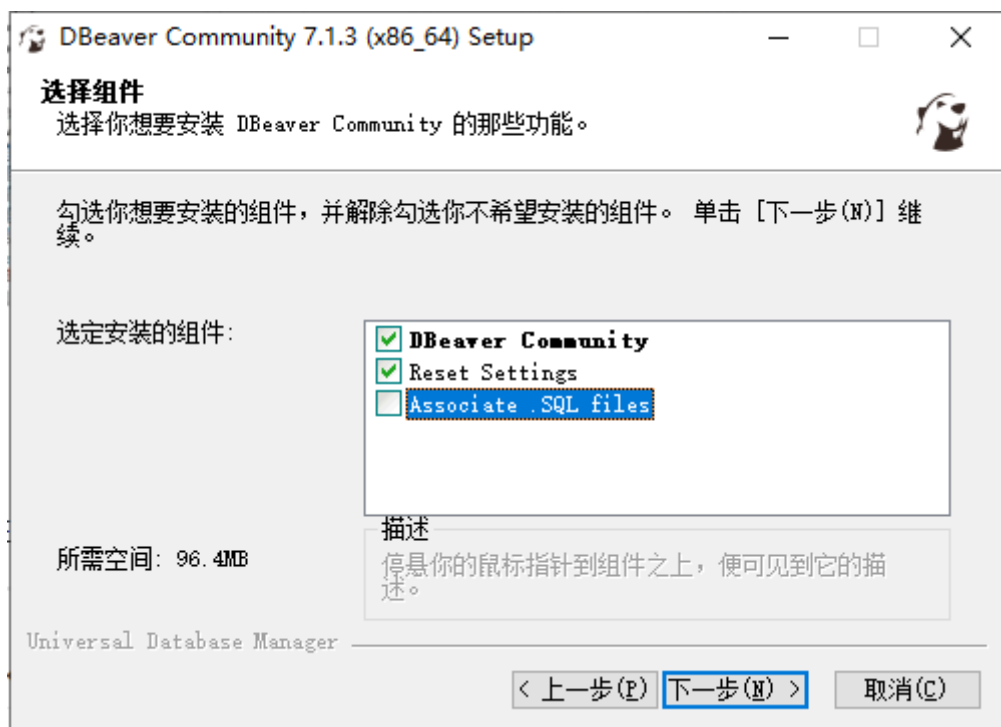 DBeaver Community 7.1.3 (x86_64) Setup
选择组件
选择你想要安装 DBeaver Community 的那些功能。
勾选你想要安装的组件，并解除勾选你不希望安装的组件。 单击 [下一步(N)] 继
续。
选定安装的组件:
DBeaver Community
Reset Settings
Associate .SQL files
所需空间: 96.4MB
描述
停悬你的鼠标指针到组件之上，便可见到它的描
述。
Universal Database Manager
< 上一步(P)
下一步(N) >
取消(C)